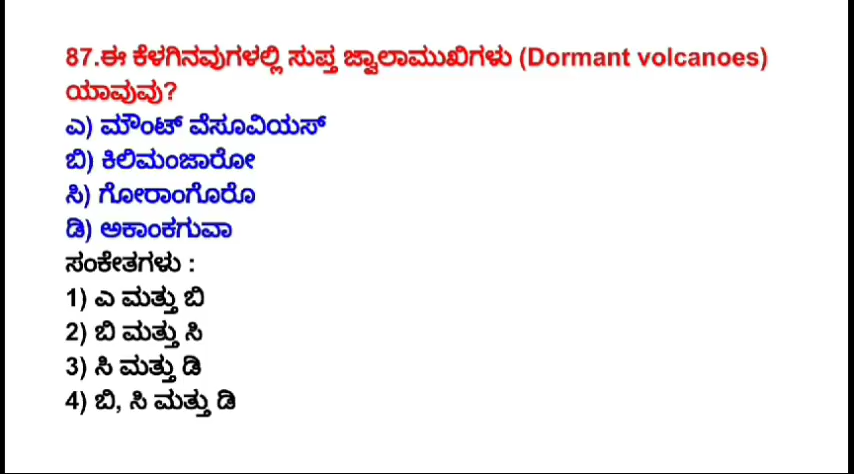 87.ಈ ಕೆಳಗಿನವುಗಳಲ್ಲಿ ಸುಪ್ತ ಜ್ವಾಲಾಮುಖಿಗಳು (Dormant volcanoes)
ಯಾವುವು?
ಎ) ಮೌಂಟ್ ವೆಸೂವಿಯಸ್
ಬಿ) ಕಿಲಿಮಂಜಾರೋ
ಸಿ) ಗೋರಾಂಗೊರೊ
ಡಿ) ಅಕಾಂಕಗುವಾ
ಸಂಕೇತಗಳು :
1) ಎ ಮತ್ತು ಬಿ
2) ಬಿ ಮತ್ತು ಸಿ
3) ಸಿ ಮತ್ತು ಡಿ
4) ಬಿ, ಸಿ ಮತ್ತು ಡಿ